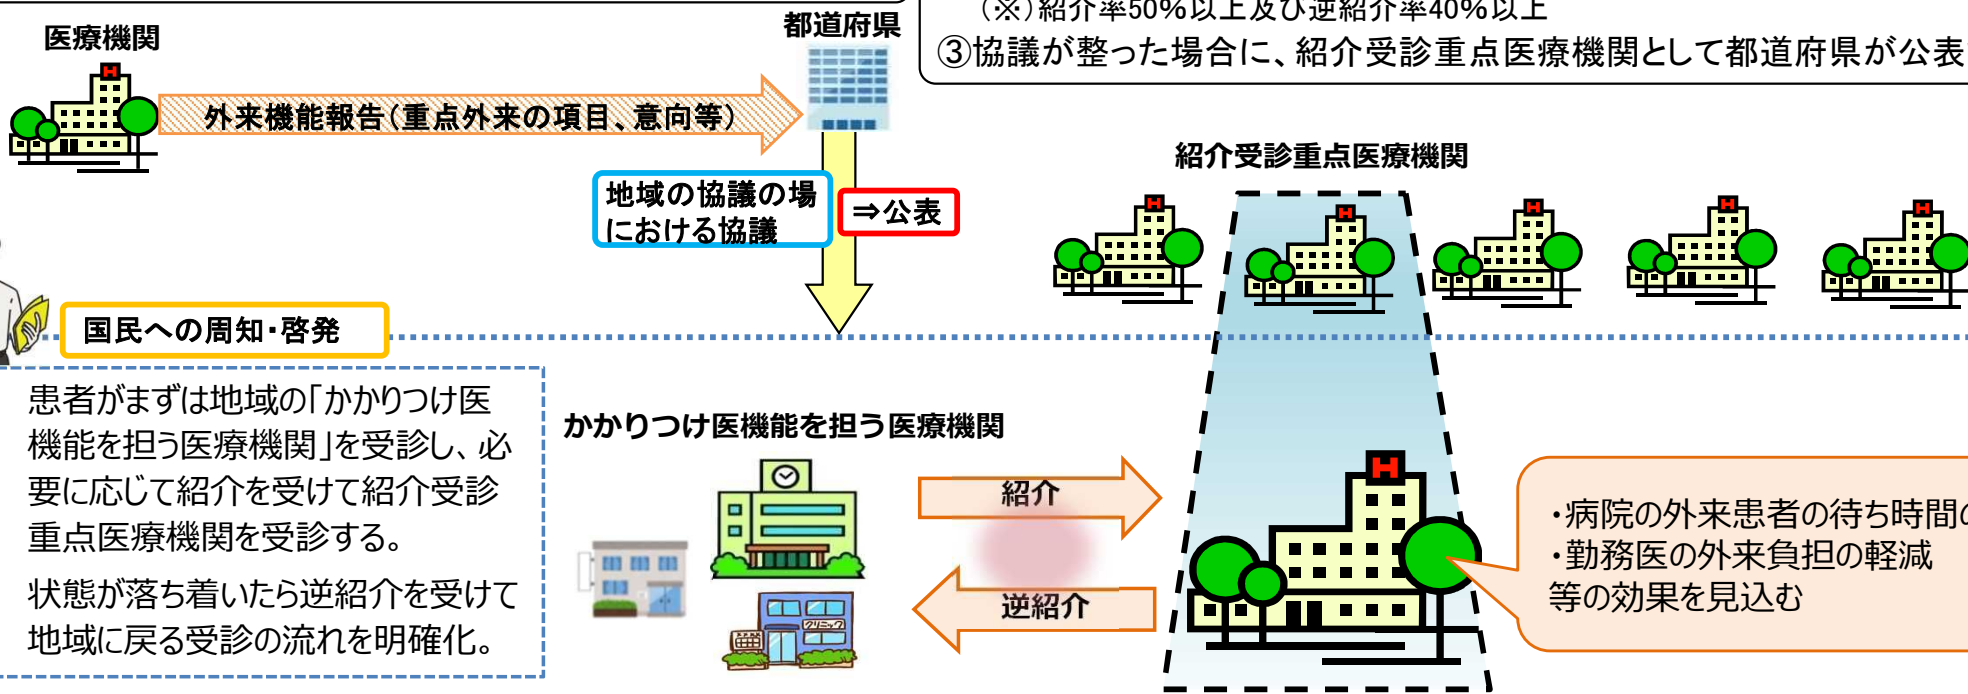 (※)紹介率50%以上及び逆紹介率40%以上
③協議が整った場合に、紹介受診重点医療機関として都道府県が公表
医療機関
都道府県
外来機能報告(重点外来の項目、意向等)
地域の協議の場
における協議
⇒公表
紹介受診重点医療機関
国民への周知・啓発
患者がまずは地域の「かかりつけ医
機能を担う医療機関」を受診し、必
要に応じて紹介を受けて紹介受診
重点医療機関を受診する。
状態が落ち着いたら逆紹介を受けて
地域に戻る受診の流れを明確化。
かかりつけ医機能を担う医療機関
クリニック
紹介
逆紹介
H
H
H
H
H
H
H
・病院の外来患者の待ち時間の
・勤務医の外来負担の軽減
等の効果を見込む